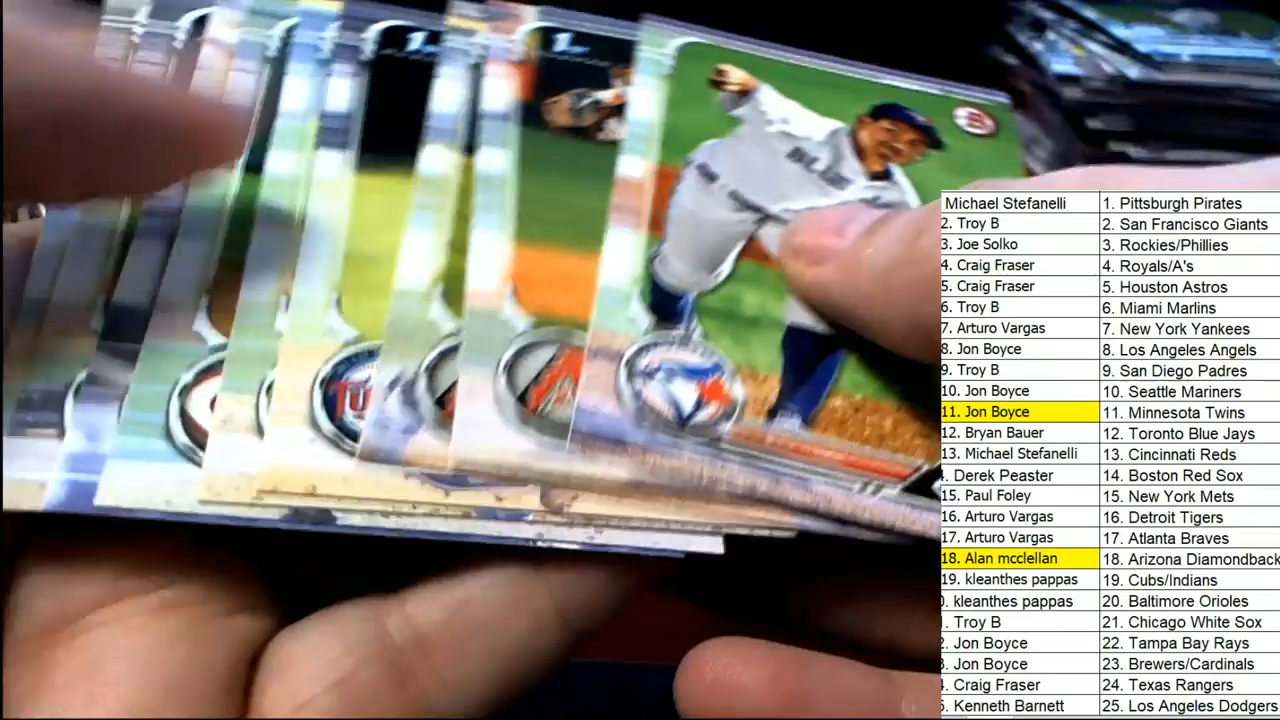 1st
1st
B
BLUE
TW
Michael Stefanelli 1. Pittsburgh Pirates
2. Troy B 2. San Francisco Giants
3. Joe Solko 3. Rockies/Phillies
4. Craig Fraser 4. Royals/A's
5. Craig Fraser 5. Houston Astros
6. Troy B 6. Miami Marlins
7. Arturo Vargas 7. New York Yankees
8. Jon Boyce 8. Los Angeles Angels
9. Troy B 9. San Diego Padres
10. Jon Boyce 10. Seattle Mariners
11. Jon Boyce 11. Minnesota Twins
12. Bryan Bauer 12. Toronto Blue Jays
13. Michael Stefanelli 13. Cincinnati Reds
. Derek Peaster 14. Boston Red Sox
15. Paul Foley 15. New York Mets
16. Arturo Vargas 16. Detroit Tigers
17. Arturo Vargas 17. Atlanta Braves
18. Alan mcclellan 18. Arizona Diamondback
19. kleanthes pappas 19. Cubs/Indians
). kleanthes pappas 20. Baltimore Orioles
. Troy B 21. Chicago White Sox
. Jon Boyce 22. Tampa Bay Rays
. Jon Boyce 23. Brewers/Cardinals
. Craig Fraser 24. Texas Rangers
. Kenneth Barnett 25. Los Angeles Dodgers